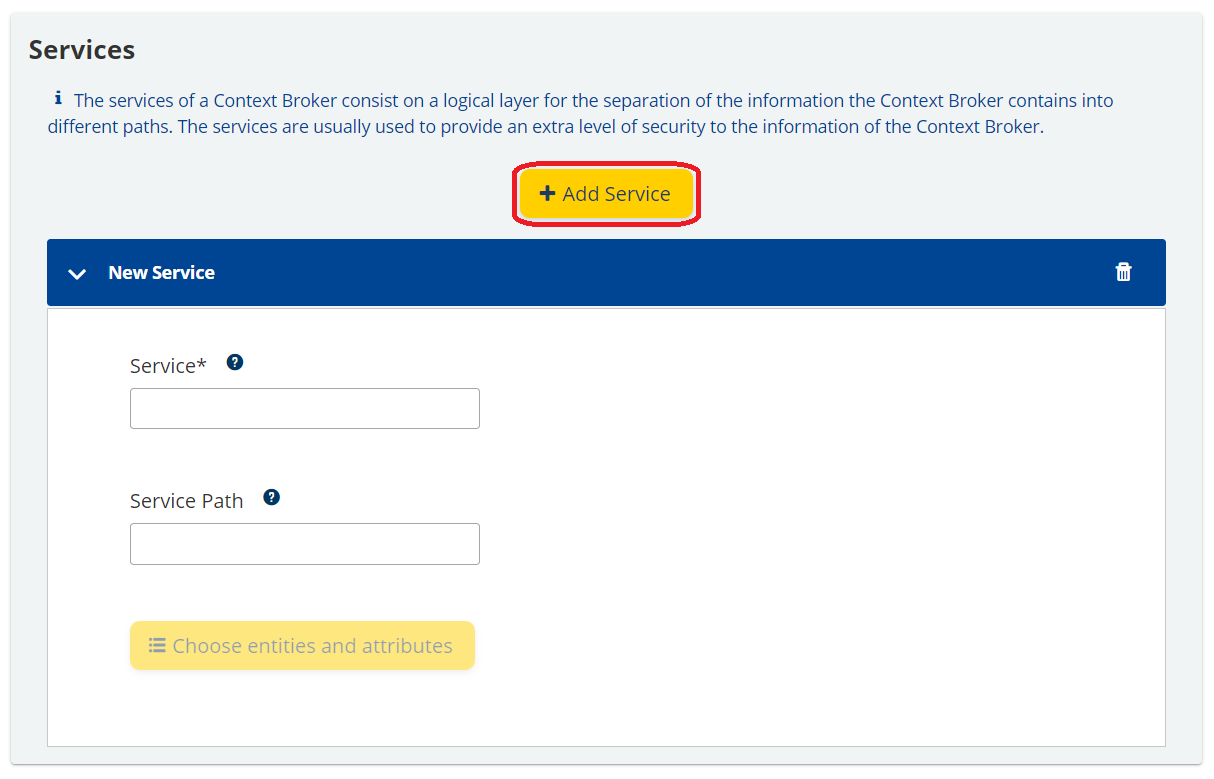 Services
The services of a Context Broker consist on a logical layer for the separation of the information the Context Broker contains into
different paths. The services are usually used to provide an extra level of security to the information of the Context Broker.
Add Service
New Service
Service*
Service Path
Choose entities and attributes